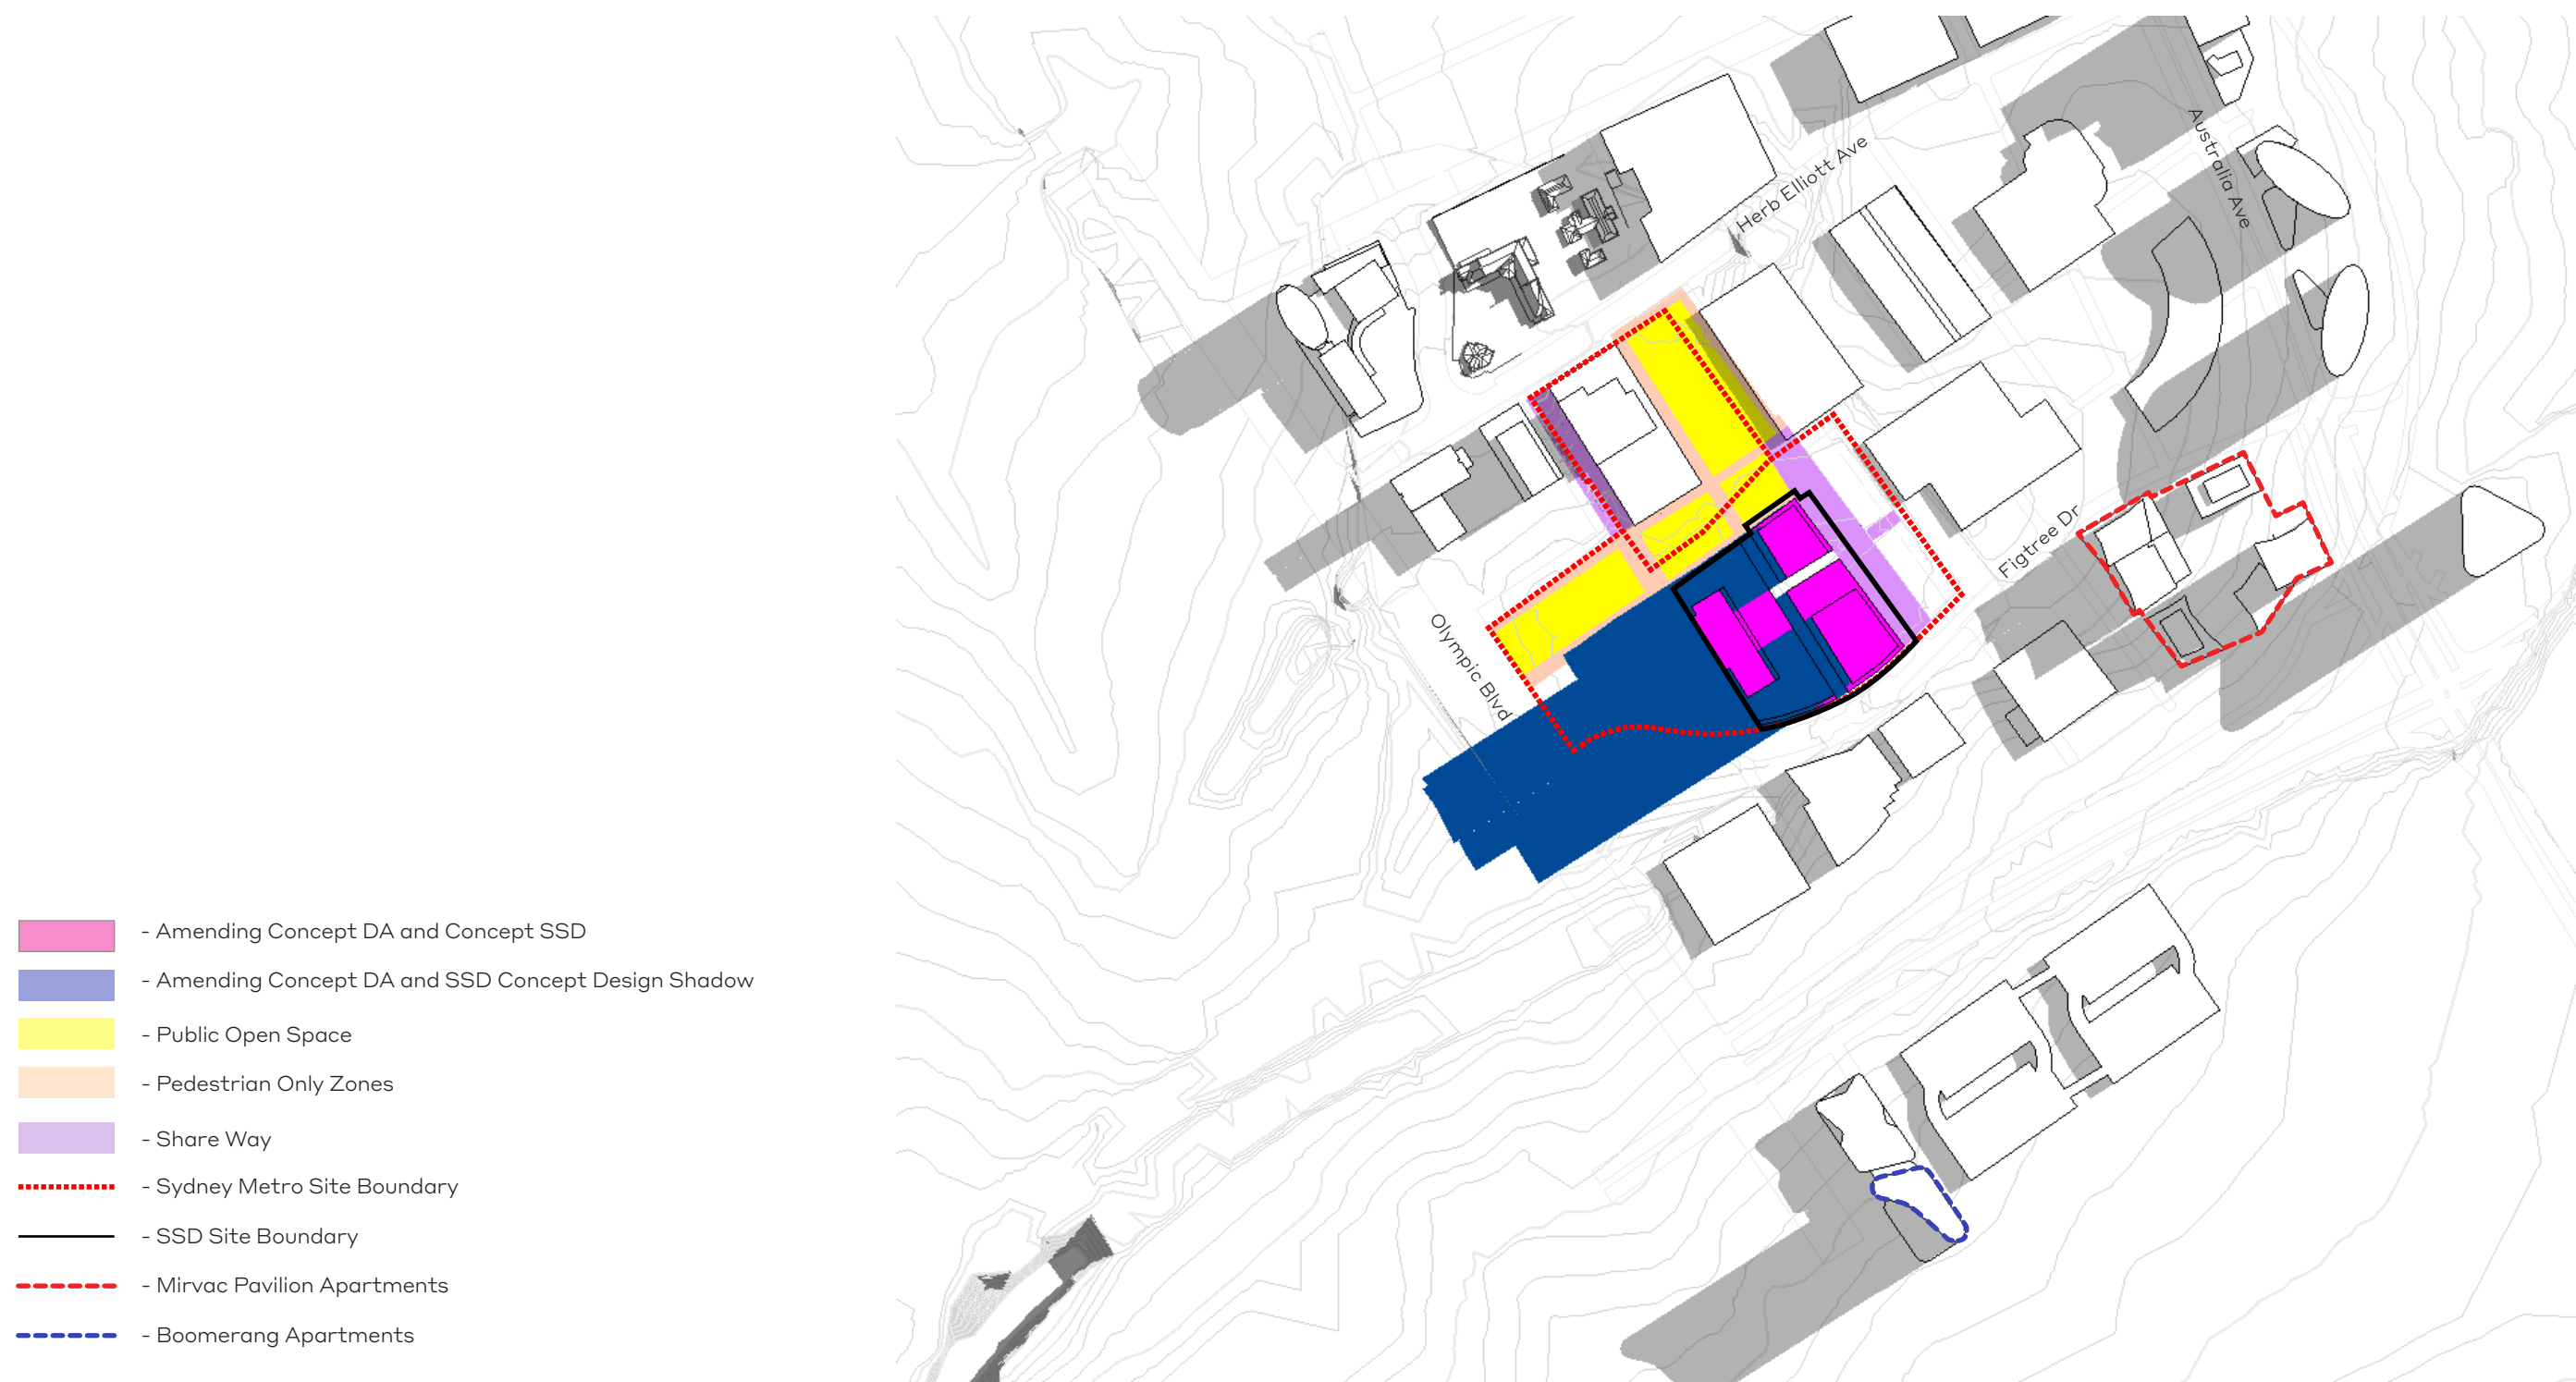 Herb Elliott Ave
Australia Ave
Figtree Dr
Olympic Blvd
- Amending Concept DA and Concept SSD
- Amending Concept DA and SSD Concept Design Shadow
- Public Open Space
- Pedestrian Only Zones
- Share Way
- Sydney Metro Site Boundary
- SSD Site Boundary
- Mirvac Pavilion Apartments
- Boomerang Apartments